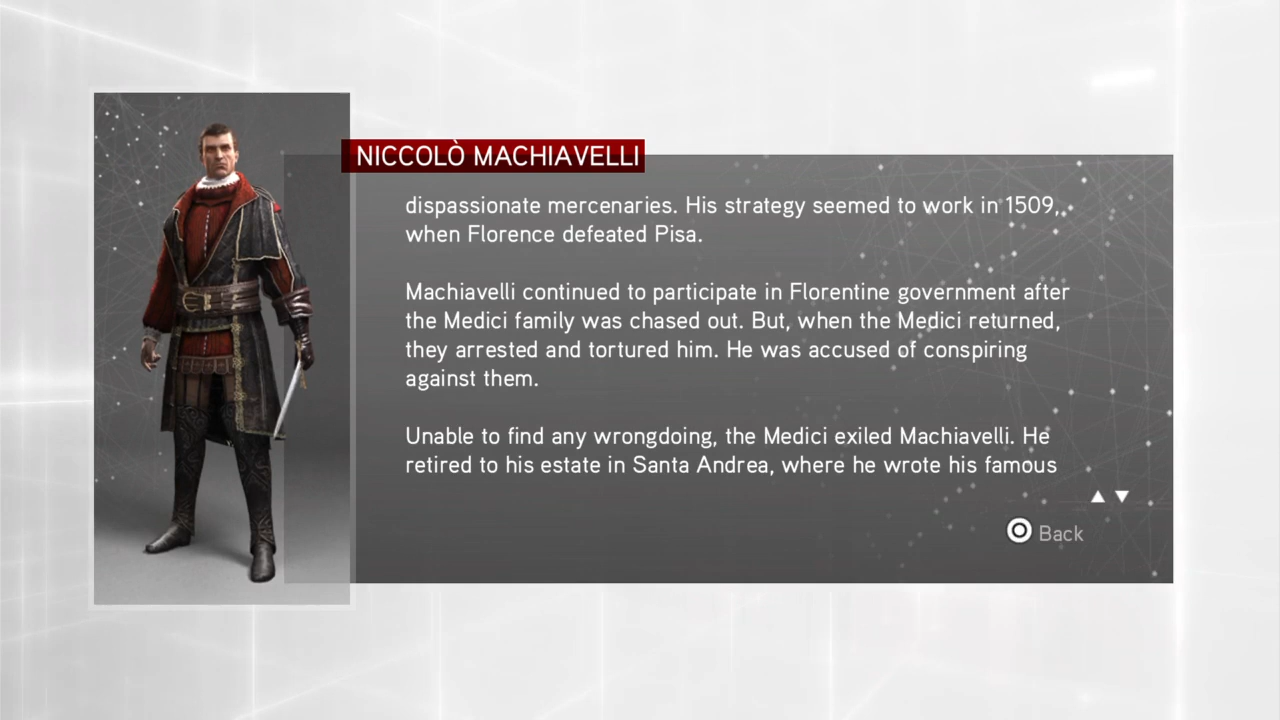 NICCOLÒ MACHIAVELLI
dispassionate mercenaries. His strategy seemed to work in 1509,
when Florence defeated Pisa.
Machiavelli continued to participate in Florentine government after
the Medici family was chased out. But, when the Medici returned,
they arrested and tortured him. He was accused of conspiring
against them.
Unable to find any wrongdoing, the Medici exiled Machiavelli. He
retired to his estate in Santa Andrea, where he wrote his famous
Back